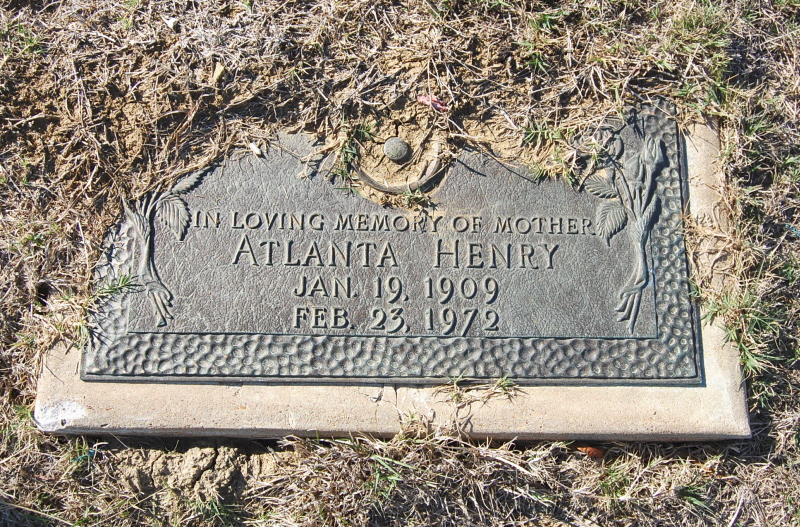 IN LOVING MEMORY OF MOTHER
ATLANTA HENRY
JAN. 19, 1909
FEB. 23, 1972